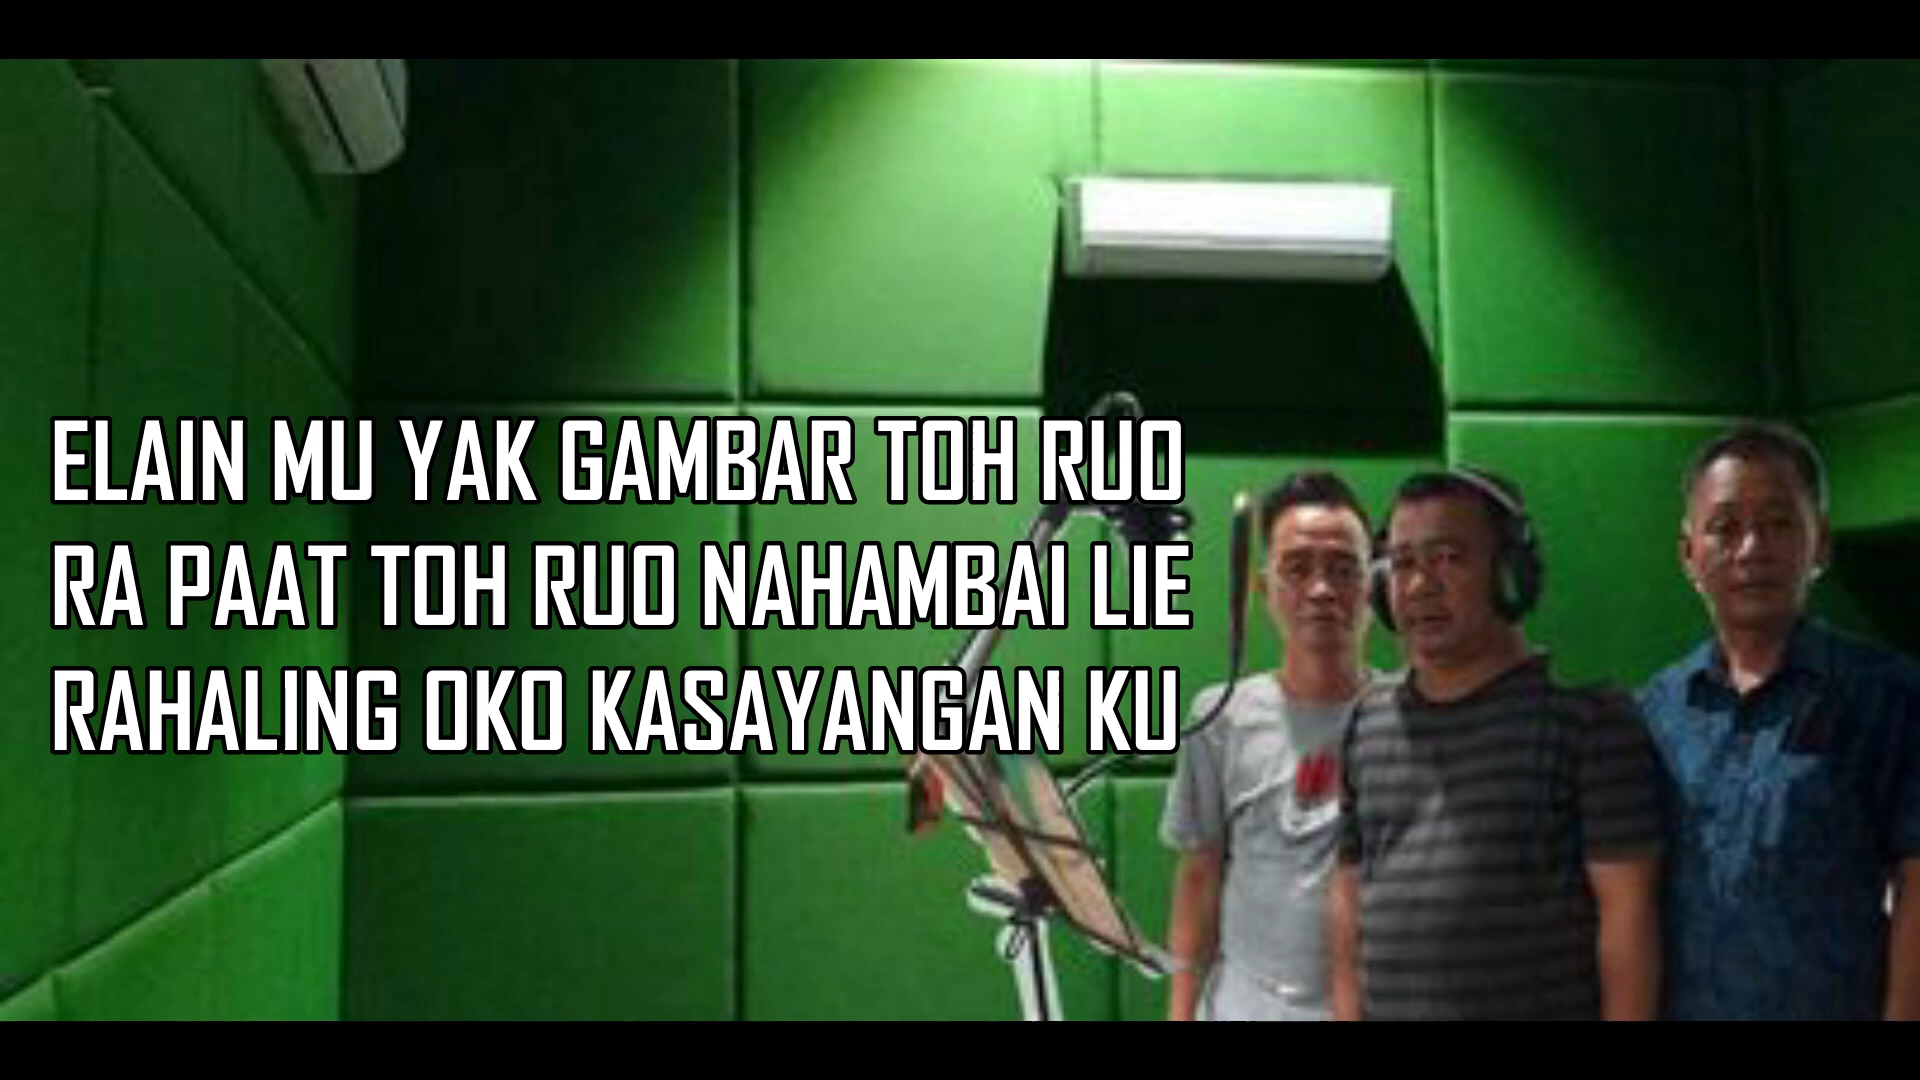 ELAIN MU YAK GAMBAR TOH RUO
RA PAAT TOH RUO NAHAMBAI LIE
RAHALING OKO KASAYANGAN KU